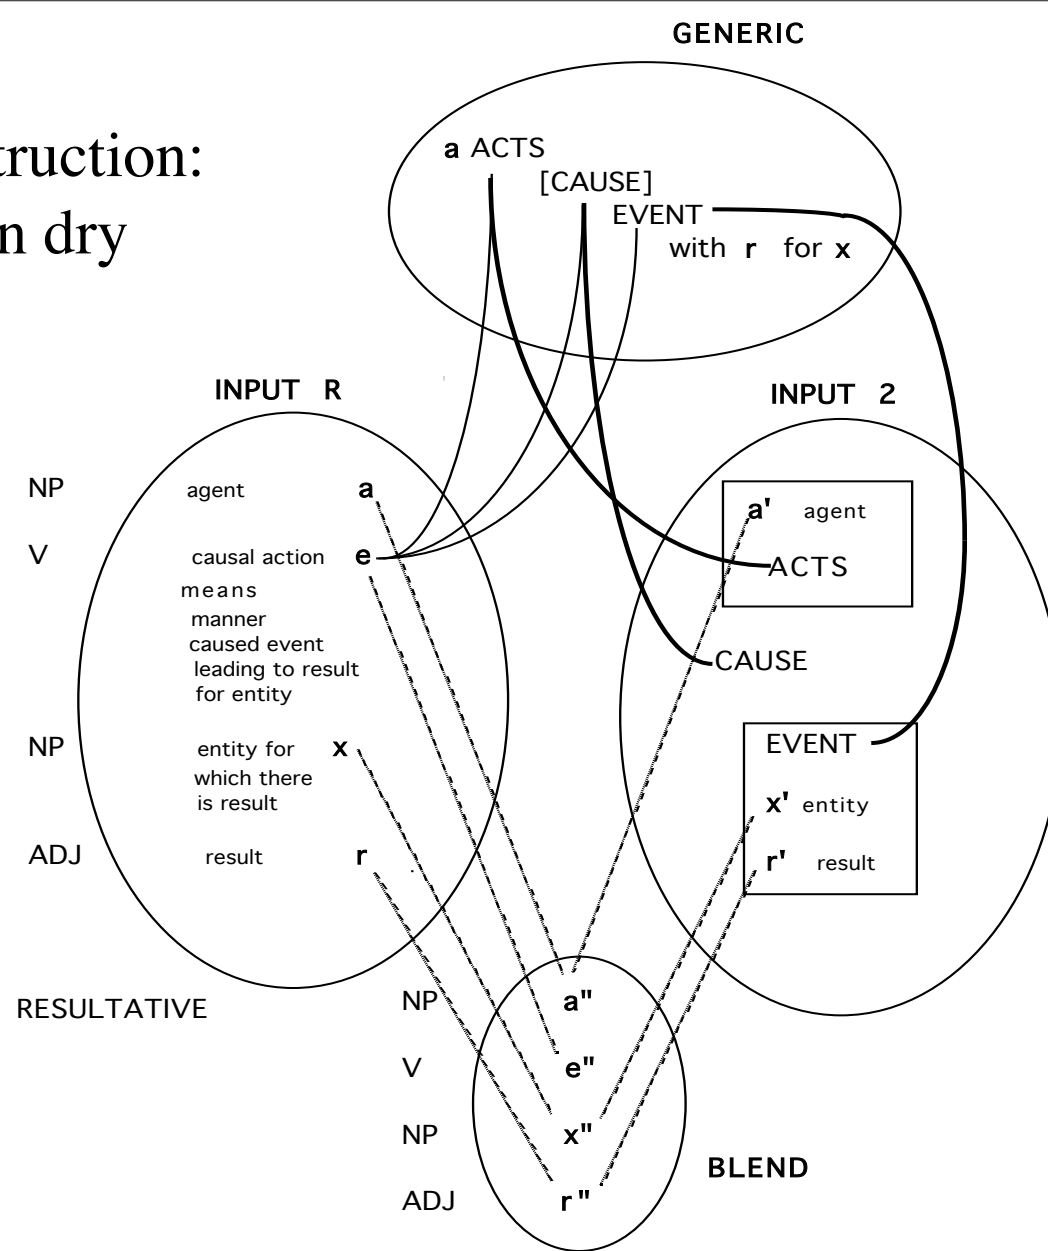 GENERIC
truction:
n dry
a ACTS
[CAUSE]
EVENT
with r for x
INPUT R
INPUT 2
NP agent a
V causal action e
means
manner
caused event
leading to result
for entity
NP entity for x
which there
is result
ADJ result r
RESULTATIVE
a' agent
ACTS
CAUSE
EVENT
x' entity
r' result
NP a"
V e"
NP x"
ADJ r"
BLEND